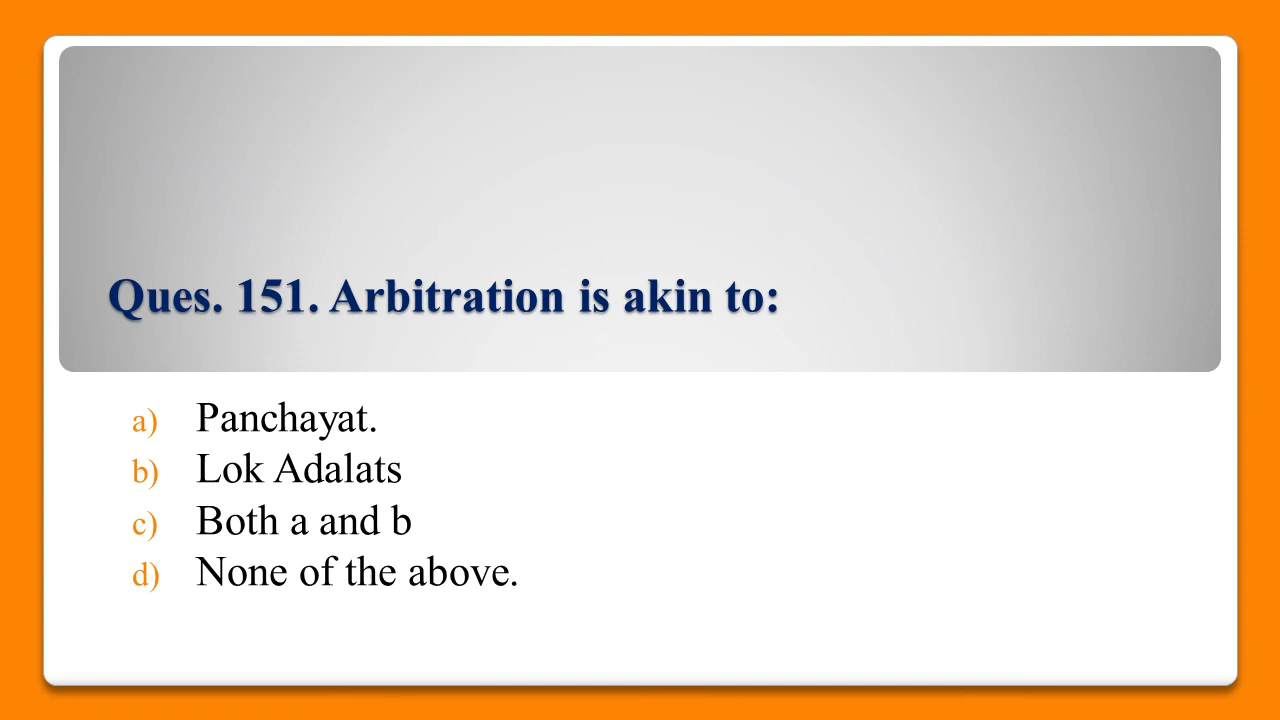 Ques. 151. Arbitration is akin to:
a) Panchayat.
b) Lok Adalats
c) Both a and b
d) None of the above.